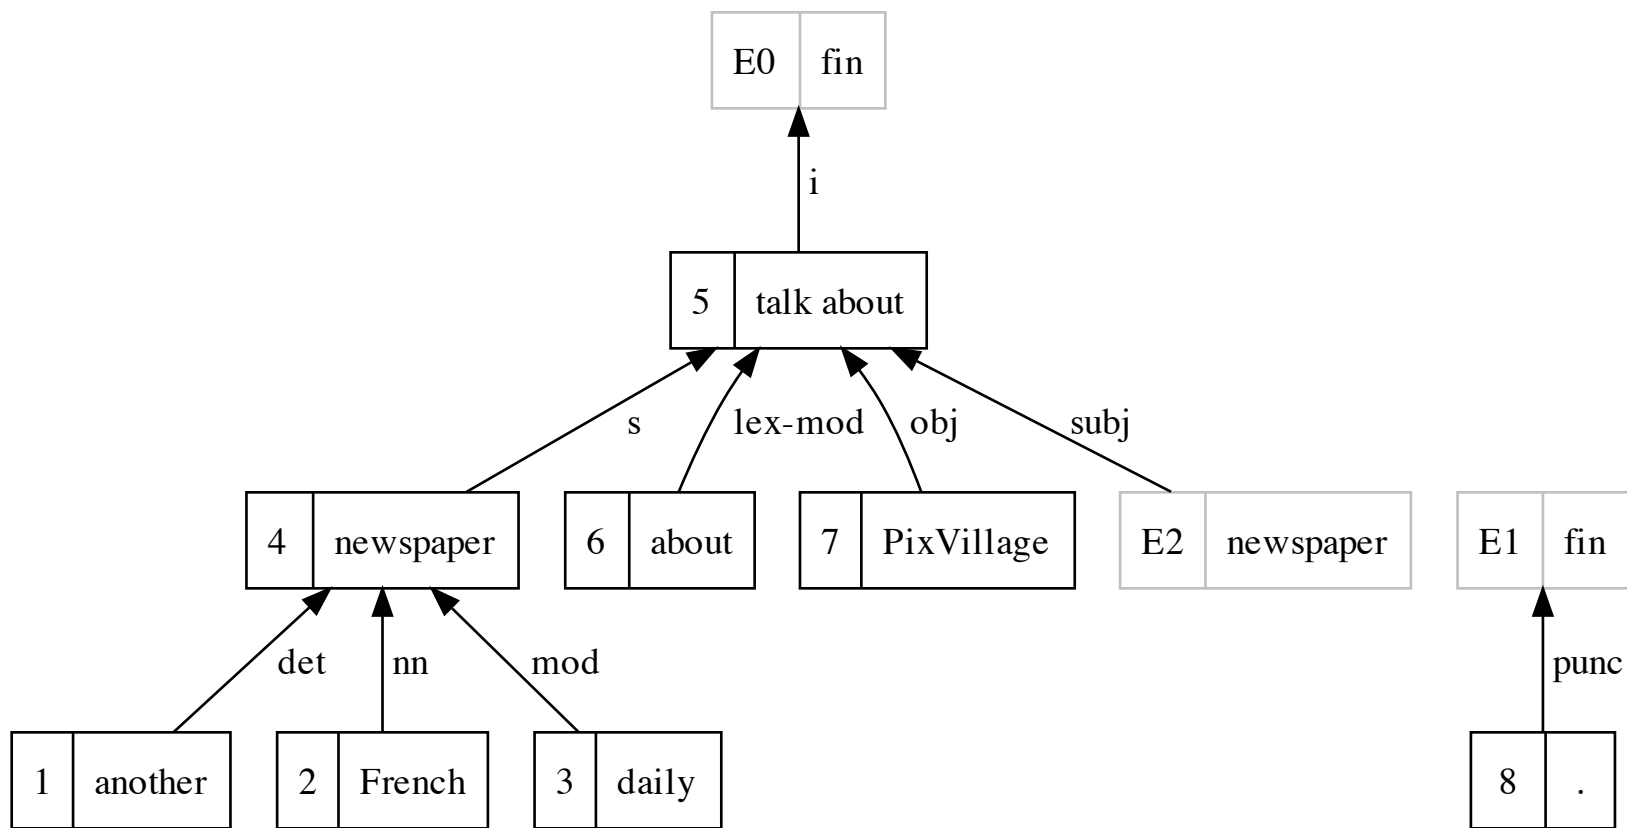 E0 fin
i
5 talk about
s lex-mod obj subj
4 newspaper 6 about 7 PixVillage E2 newspaper E1 fin
det nn mod punc
1 another 2 French 3 daily 8 .